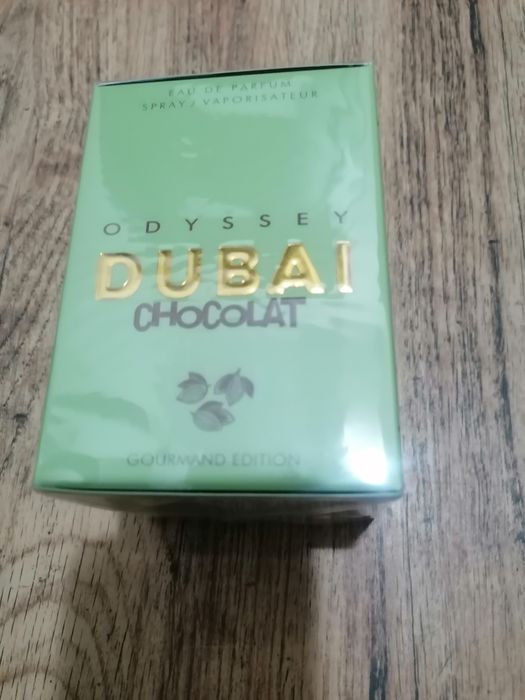 EAU DE PARFUM
SPRAY / VAPORISATEUR
ODYSSEY
DUBAI
CHOCOLAT
GOURMAND EDITION